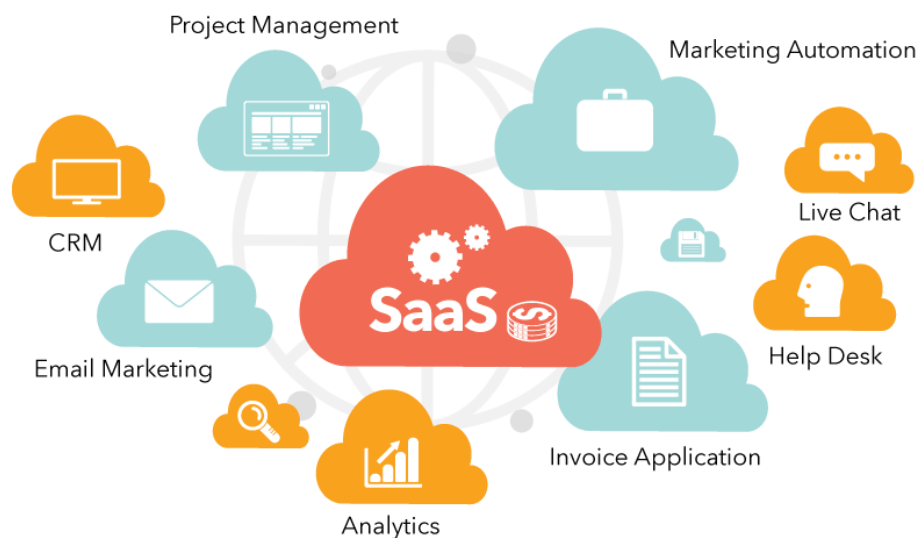 Project Management
Marketing Automation
CRM
Live Chat
SaaS
$
Email Marketing
Help Desk
Invoice Application
Analytics